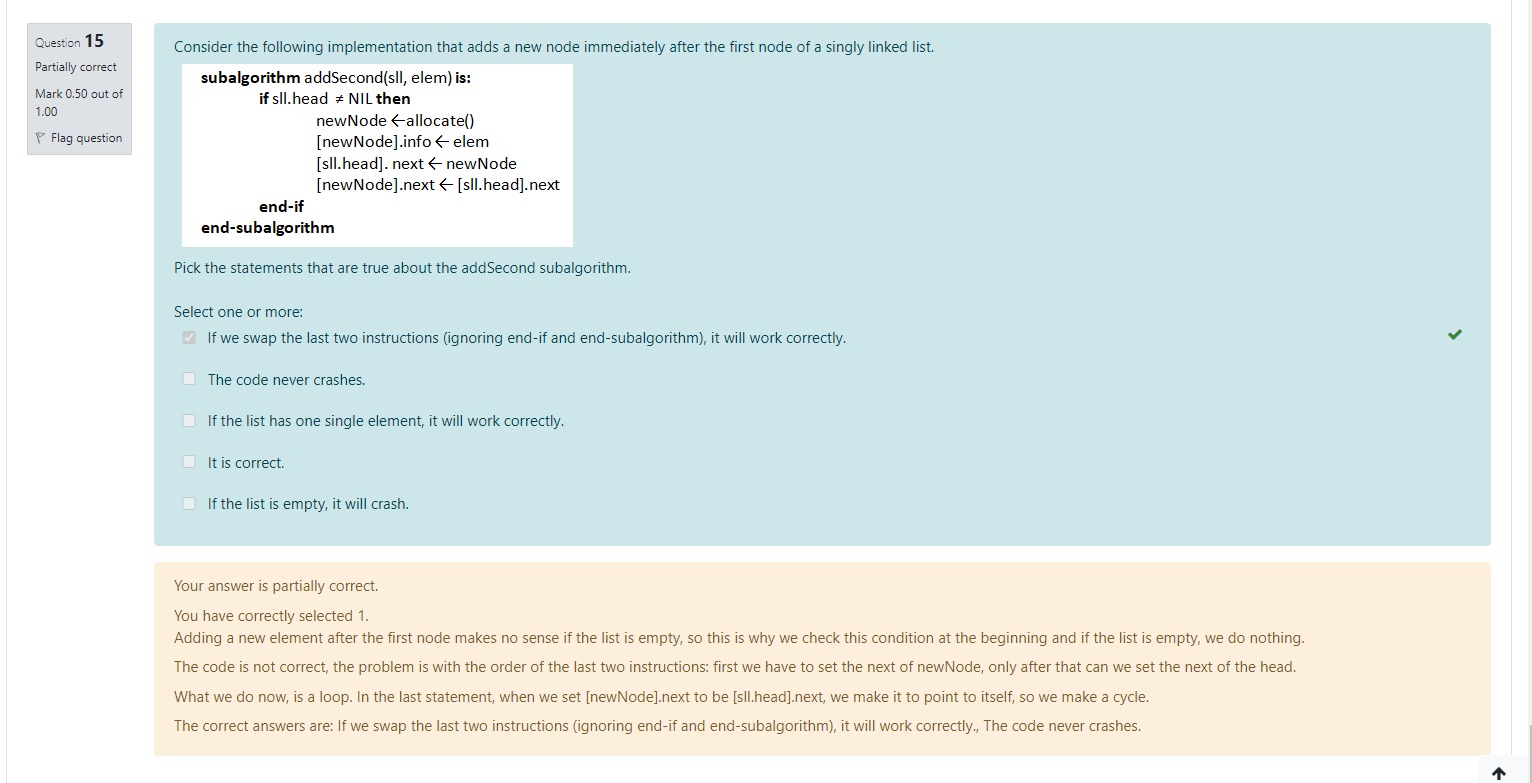 Question 15
Partially correct
Mark 0.50 out of
1.00
Flag question
Consider the following implementation that adds a new node immediately after the first node of a singly linked list.
subalgorithm addSecond(sll, elem) is:
if sll.head ≠ NIL then
newNode ←allocate()
[newNode].info ← elem
[sll.head]. next ← newNode
[newNode].next ← [sll.head].next
end-if
end-subalgorithm
Pick the statements that are true about the addSecond subalgorithm.
Select one or more:
If we swap the last two instructions (ignoring end-if and end-subalgorithm), it will work correctly.
The code never crashes.
If the list has one single element, it will work correctly.
It is correct.
If the list is empty, it will crash.
Your answer is partially correct.
You have correctly selected 1.
Adding a new element after the first node makes no sense if the list is empty, so this is why we check this condition at the beginning and if the list is empty, we do nothing.
The code is not correct, the problem is with the order of the last two instructions: first we have to set the next of newNode, only after that can we set the next of the head.
What we do now, is a loop. In the last statement, when we set [newNode].next to be [sll.head].next, we make it to point to itself, so we make a cycle.
The correct answers are: If we swap the last two instructions (ignoring end-if and end-subalgorithm), it will work correctly., The code never crashes.